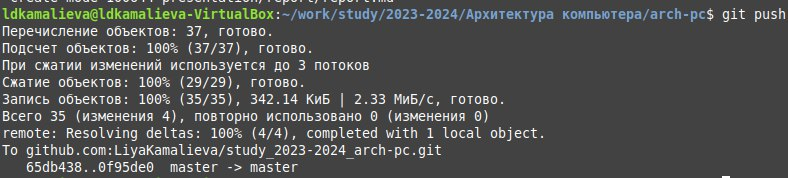 create mode 100644 presentation/report/report.md
ldkamalieva@ldkamalieva-VirtualBox:~/work/study/2023-2024/Архитектура компьютера/arch-pc$ git push
Перечисление объектов: 37, готово.
Подсчет объектов: 100% (37/37), готово.
При сжатии изменений используется до 3 потоков
Сжатие объектов: 100% (29/29), готово.
Запись объектов: 100% (35/35), 342.14 КиБ | 2.33 МиБ/с, готово.
Всего 35 (изменения 4), повторно использовано 0 (изменения 0)
remote: Resolving deltas: 100% (4/4), completed with 1 local object.
To github.com:LiyaKamalieva/study_2023-2024_arch-pc.git
   65db438..0f95de0  master -> master